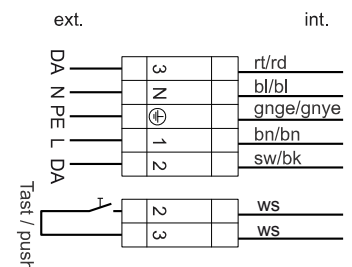 ext. int.
DA 3 rt/rd
N N bl/bl
PE gnge/gnye
L 1 bn/bn
DA 2 sw/bk
2 ws
3 ws
Tast / push